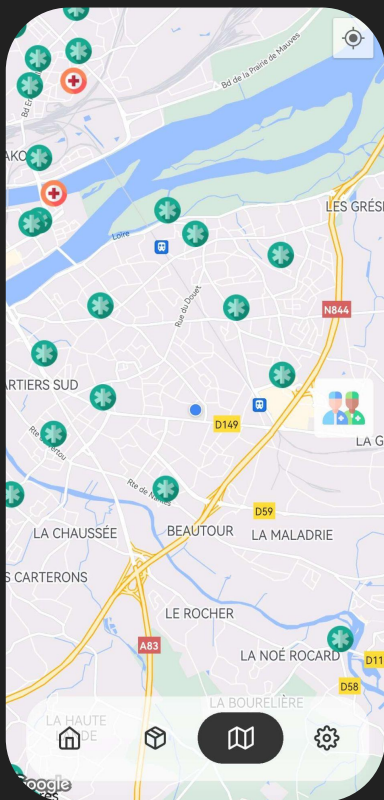 Bd de la Prairie de Mauves
LES GRÉS
Loire
Rue du Douet
N844
ARTIERS SUD
D149
LA G
Rte de Nantes
D59
LA CHAUSSÉE
BEAUTOUR
LA MALADRIE
S CARTERONS
LE ROCHER
A83
LA NOÉ ROCARD
D11
D58
LA BOURELIÈRE
LA HAUTE
DE
Google